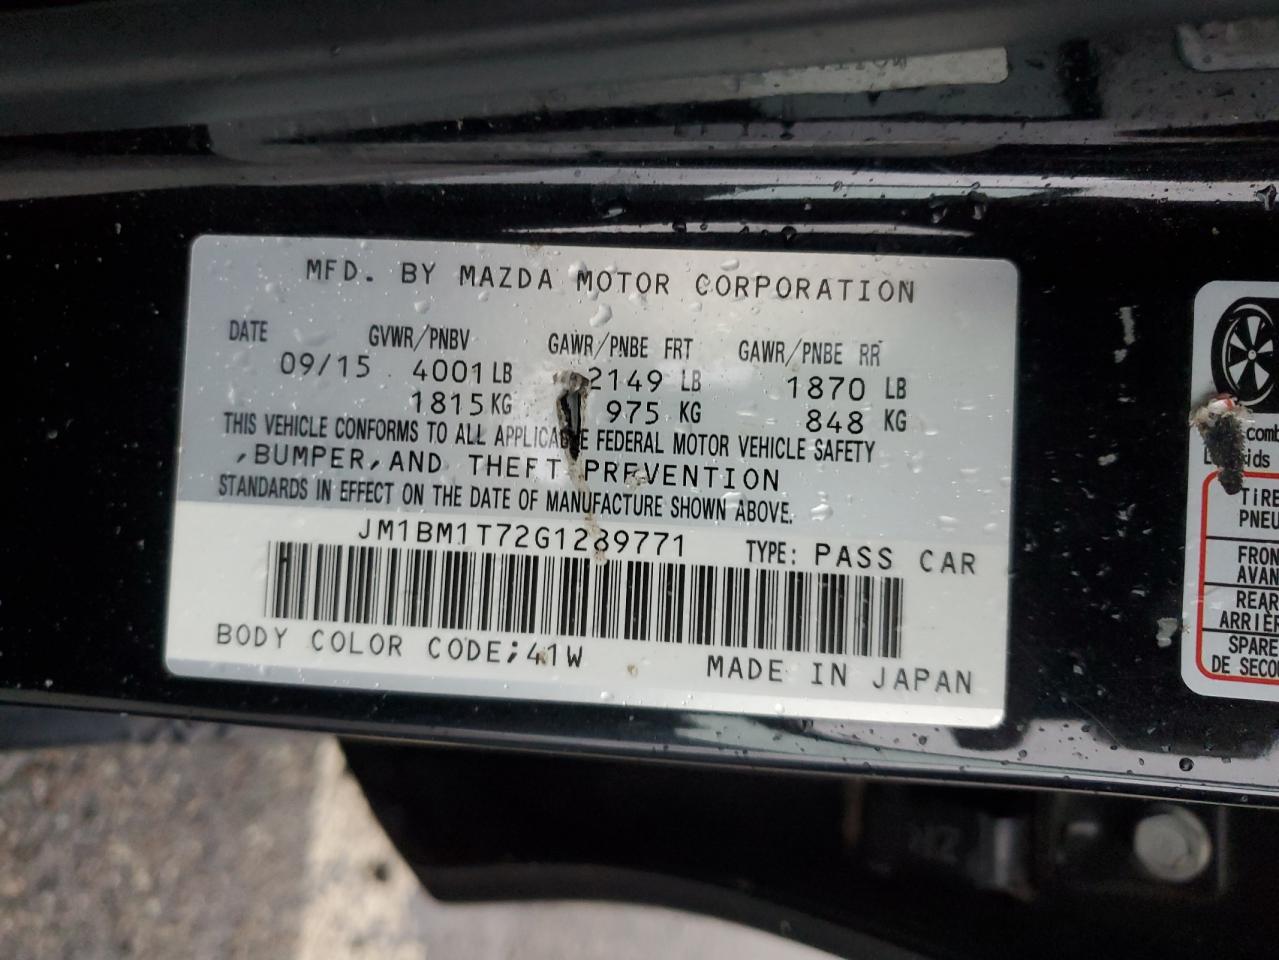 MFD. BY MAZDA MOTOR CORPORATION
DATE GVWR/PNBV GAWR/PNBE FRT GAWR/PNBE RR
09/15 4001 LB 2149 LB 1870 LB
1815 KG 975 KG 848 KG
THIS VEHICLE CONFORMS TO ALL APPLICABLE FEDERAL MOTOR VEHICLE SAFETY
,BUMPER,AND THEFT PREVENTION
STANDARDS IN EFFECT ON THE DATE OF MANUFACTURE SHOWN ABOVE.
JM1BM1T72G1289771 TYPE: PASS CAR
BODY COLOR CODE;41W MADE IN JAPAN
TIRE
PNEU
FRON
AVAN
REAR
ARRIÈR
SPARE
DE SECOU